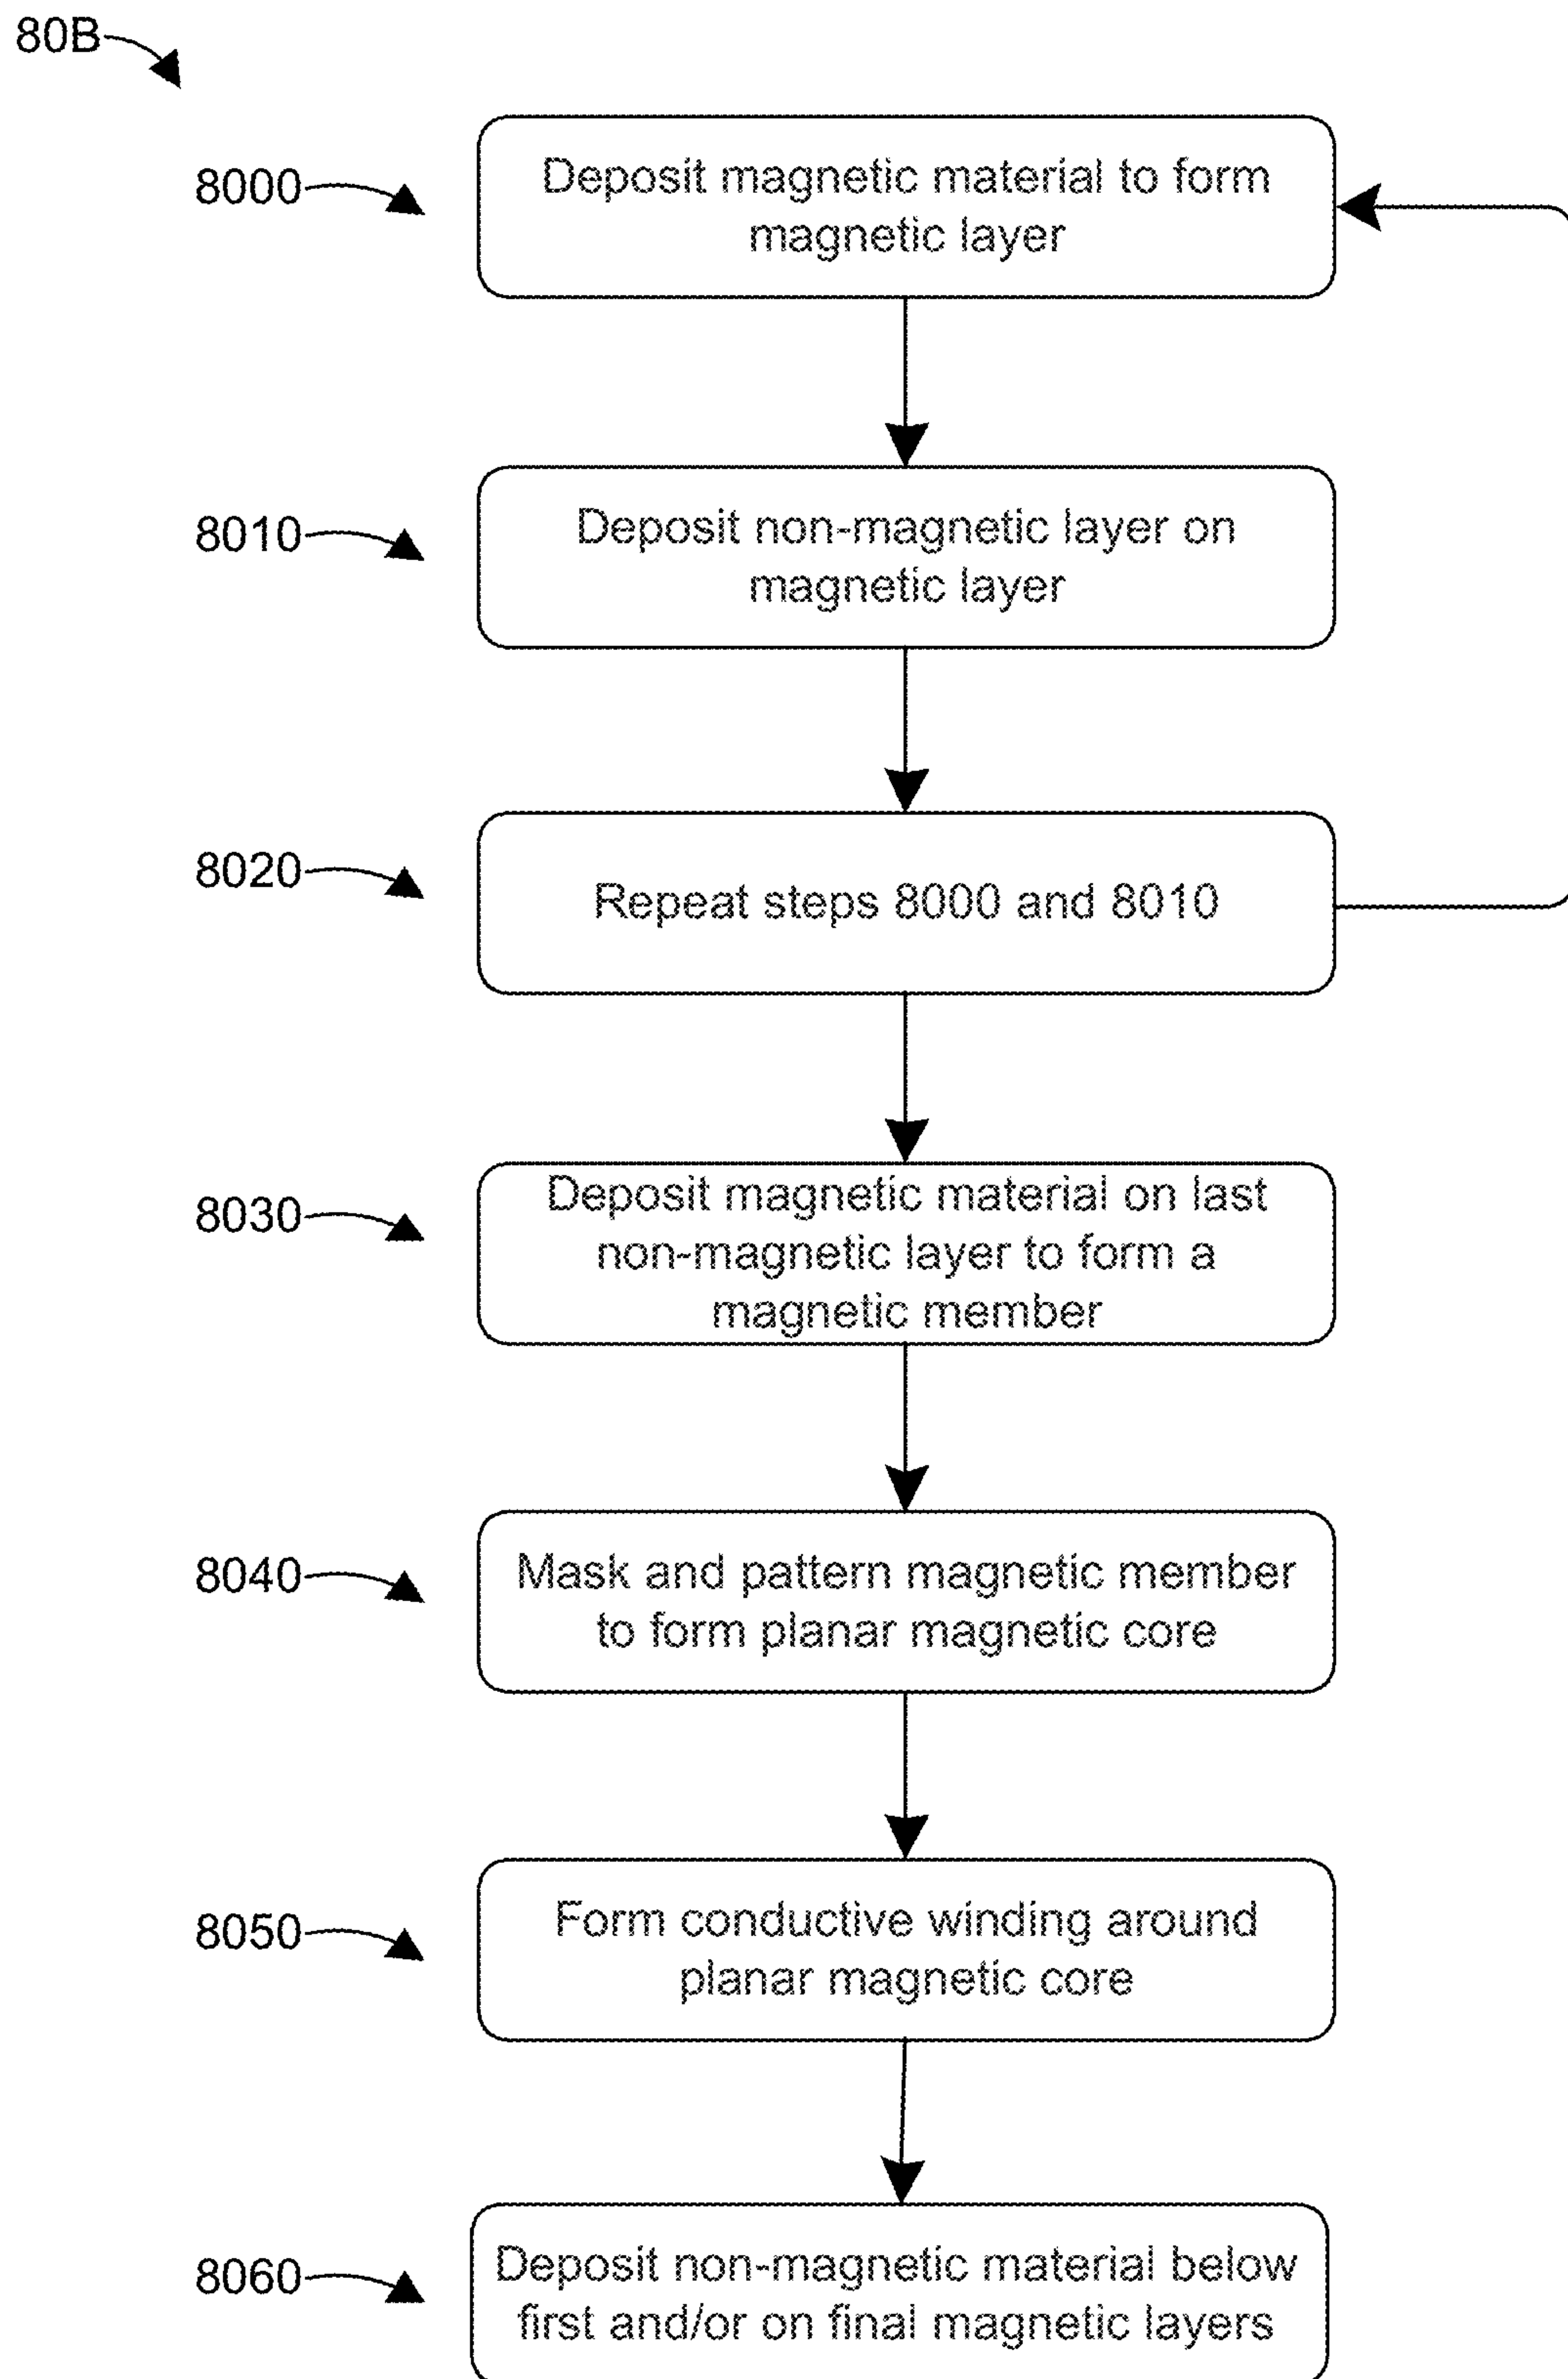 80B
8000
Deposit magnetic material to form
magnetic layer
8010
Deposit non-magnetic layer on
magnetic layer
8020
Repeat steps 8000 and 8010
8030
Deposit magnetic material on last
non-magnetic layer to form a
magnetic member
8040
Mask and pattern magnetic member
to form planar magnetic core
8050
Form conductive winding around
planar magnetic core
8060
Deposit non-magnetic material below
first and/or on final magnetic layers